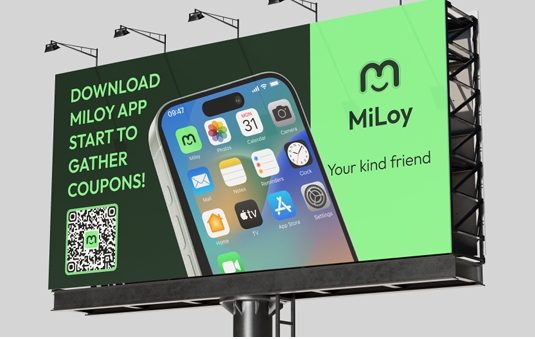 DOWNLOAD
MILOY APP
START TO
GATHER
COUPONS!
09:47
Miloy
Photos
MON
31
Calendar
Camera
Mail
Notes
Reminders
Clock
Home
tv
TV
App Store
Settings
MiLoy
Your kind friend